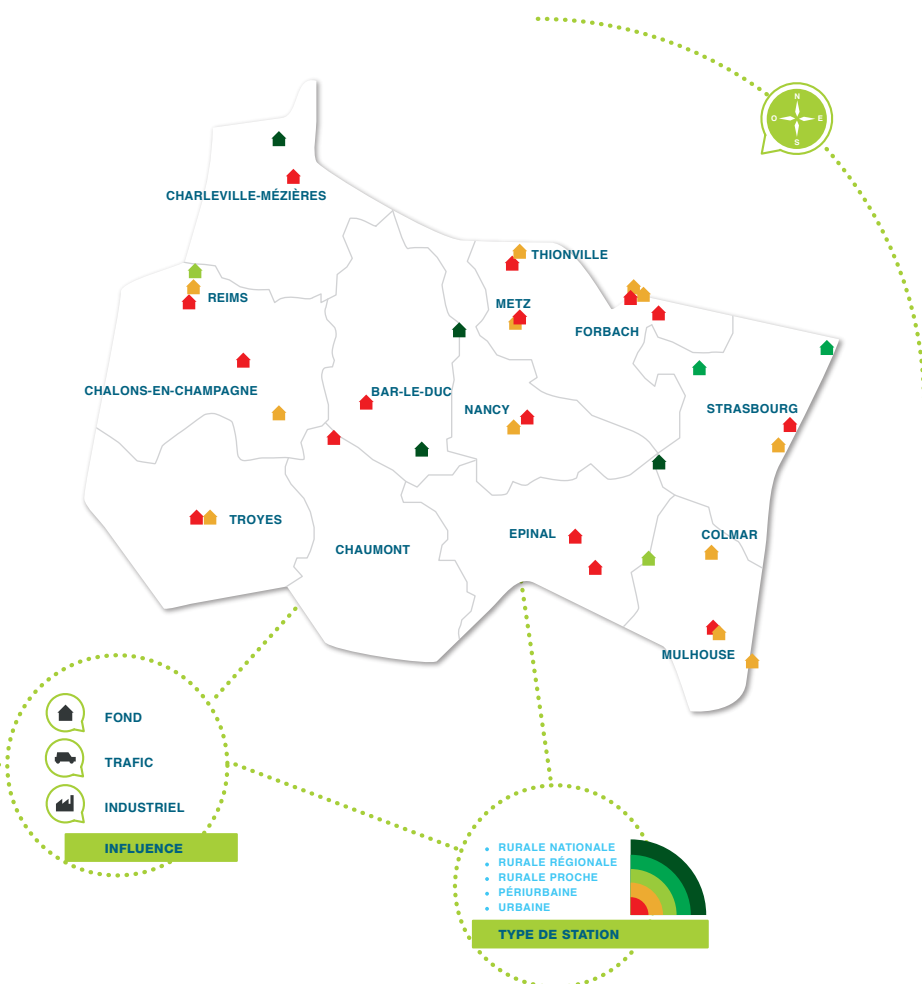 N
O E
S
CHARLEVILLE-MÉZIÈRES
THIONVILLE
REIMS
METZ
FORBACH
CHALONS-EN-CHAMPAGNE
BAR-LE-DUC
NANCY
STRASBOURG
TROYES
EPINAL
COLMAR
CHAUMONT
MULHOUSE
FOND
TRAFIC
INDUSTRIEL
INFLUENCE
• RURALE NATIONALE
• RURALE RÉGIONALE
• RURALE PROCHE
• PÉRIURBAINE
• URBAINE
TYPE DE STATION